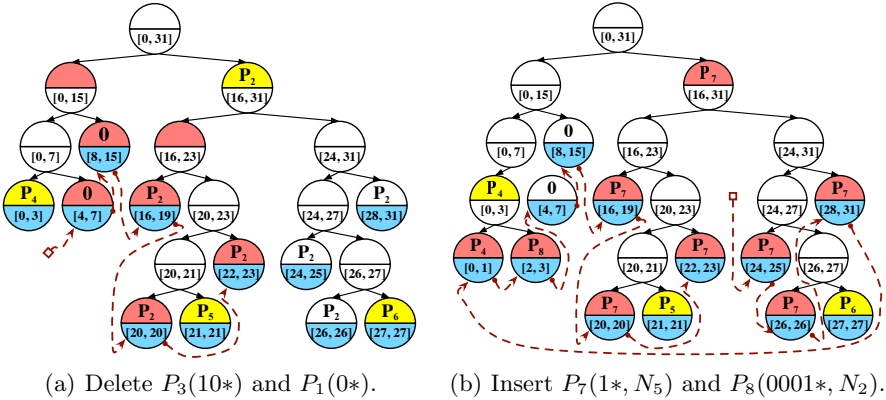 [0, 31]
P2
[0, 15]
[16, 31]
0
[0, 7]
[8, 15]
[16, 23]
[24, 31]
P4
0
P2
P2
[0, 3]
[4, 7]
[16, 19]
[20, 23]
[24, 27]
[28, 31]
P2
P2
[20, 21]
[22, 23]
[24, 25]
[26, 27]
P2
P5
P2
P6
[20, 20]
[21, 21]
[26, 26]
[27, 27]
(a) Delete P3(10∗) and P1(0∗).
[0, 31]
P7
[0, 15]
[16, 31]
0
[0, 7]
[8, 15]
[16, 23]
[24, 31]
P4
0
P7
P7
[0, 3]
[4, 7]
[16, 19]
[20, 23]
[24, 27]
[28, 31]
P4
P8
P7
P7
[0, 1]
[2, 3]
[20, 21]
[22, 23]
[24, 25]
[26, 27]
P7
P5
P7
P6
[20, 20]
[21, 21]
[26, 26]
[27, 27]
(b) Insert P7(1∗, N5) and P8(0001∗, N2).